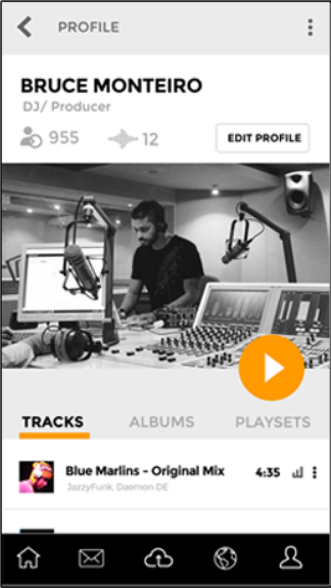 PROFILE
BRUCE MONTEIRO
DJ/ Producer
955 12 EDIT PROFILE
TRACKS ALBUMS PLAYSETS
Blue Marlins - Original Mix 4:35
JazzyFunk, Daemon DE